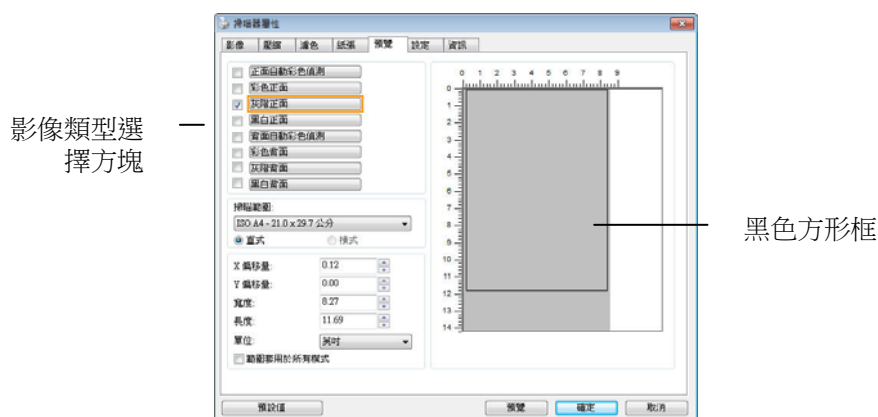 掃描器屬性
影像 壓縮 濾色 紙張 預覽 設定 資訊
正面自動彩色偵測
彩色正面
灰階正面
黑白正面
背面自動彩色偵測
彩色背面
灰階背面
黑白背面
影像類型選
擇方塊
掃描範圍:
ISO A4 - 21.0 x 29.7 公分
直式 橫式
X 偏移量: 0.12
Y 偏移量: 0.00
寬度: 8.27
長度: 11.69
單位: 英吋
範圍套用於所有模式
0 1 2 3 4 5 6 7 8 9
0
1
2
3
4
5
6
7
8
9
10
11
12
13
14
黑色方形框
預設值 預覽 確定 取消